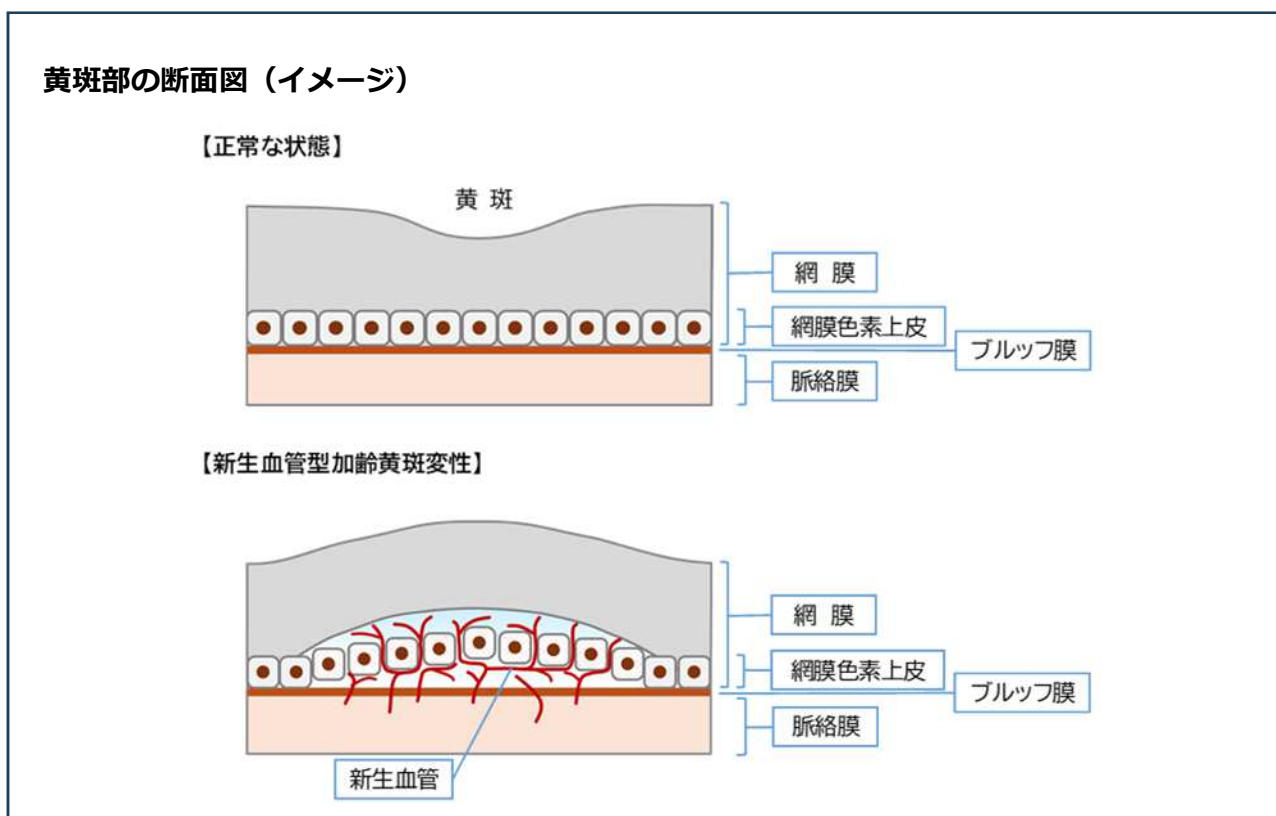 黄斑部の断面図（イメージ）
【正常な状態】
黄 斑
網 膜
網膜色素上皮
ブルッフ膜
脈絡膜
【新生血管型加齢黄斑変性】
網 膜
網膜色素上皮
ブルッフ膜
脈絡膜
新生血管